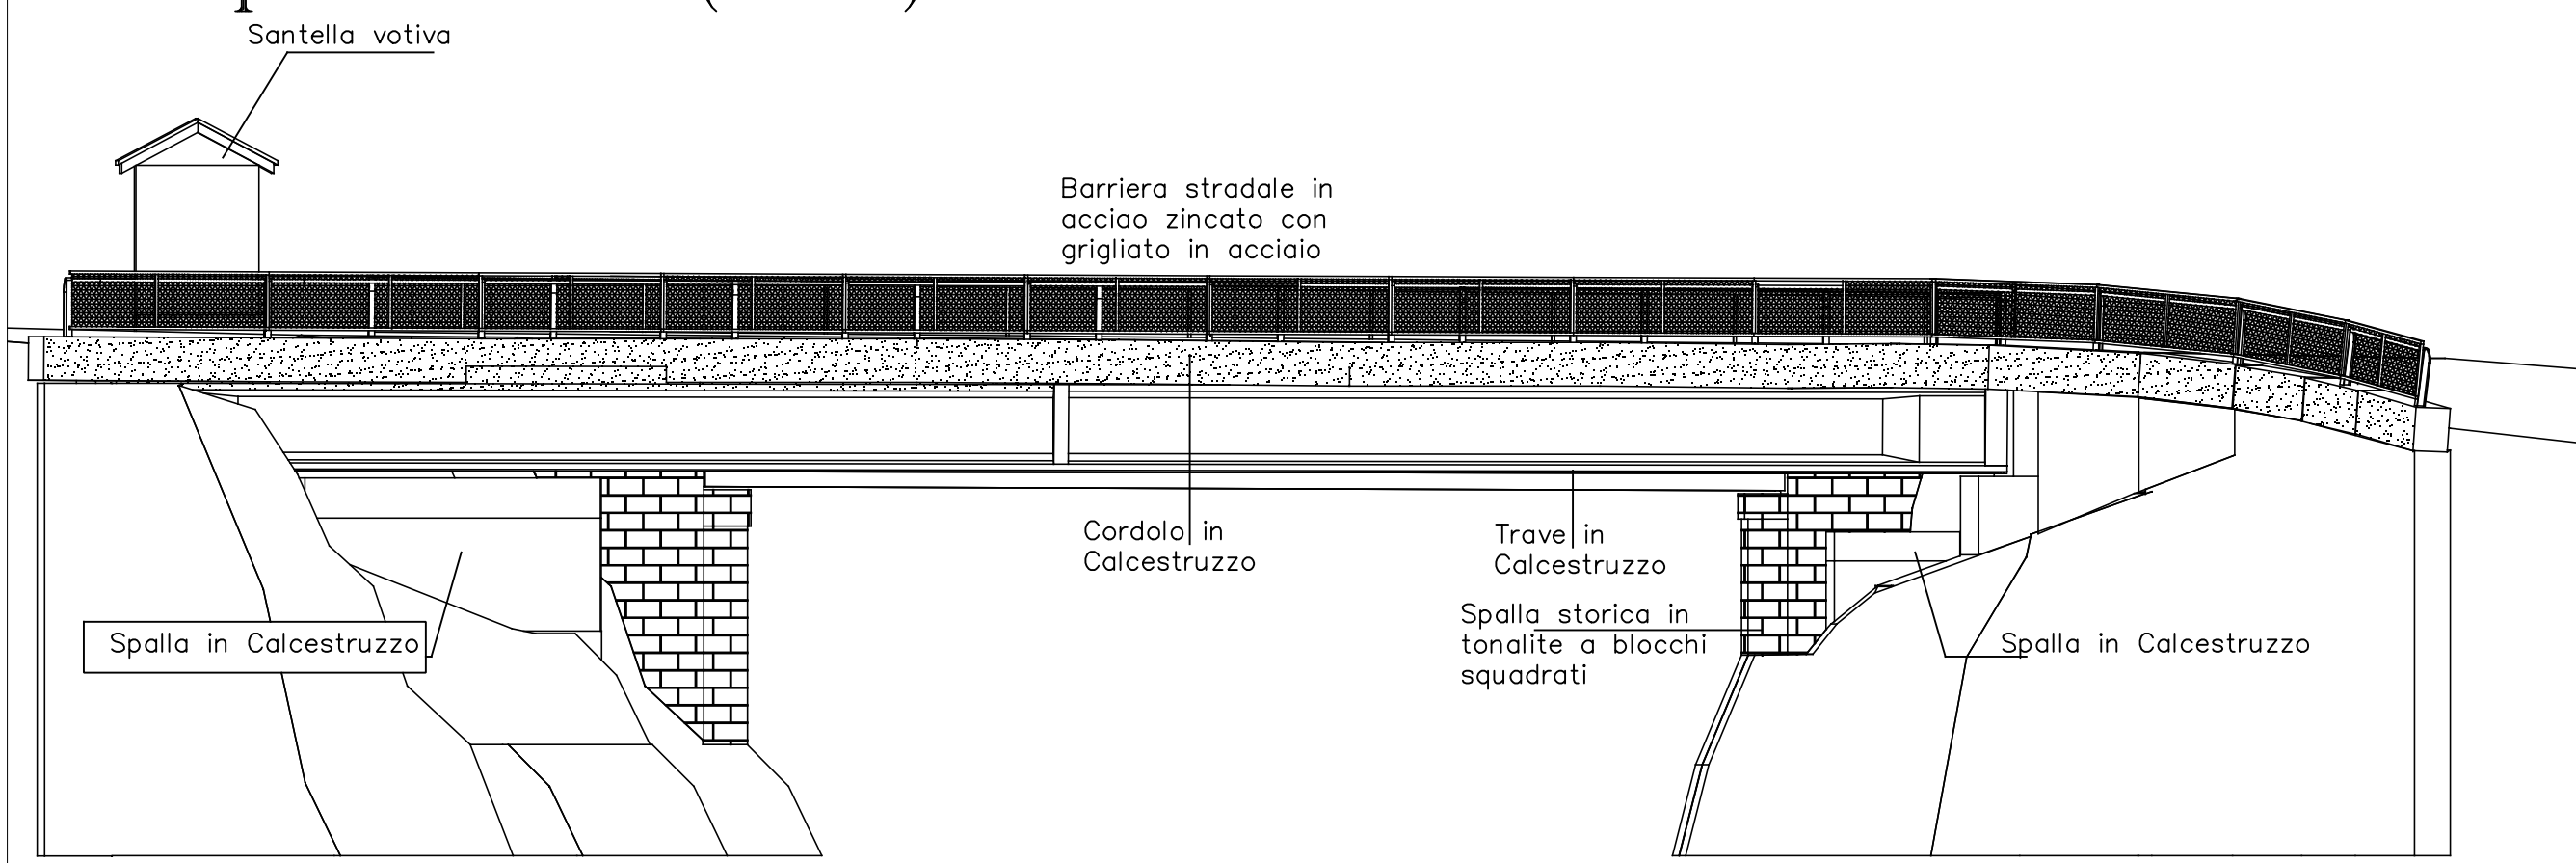 Santella votiva
Barriera stradale in
acciao zincato con
grigliato in acciaio
Cordolo in
Calcestruzzo
Trave in
Calcestruzzo
Spalla storica in
tonalite a blocchi
squadrati
Spalla in Calcestruzzo
Spalla in Calcestruzzo